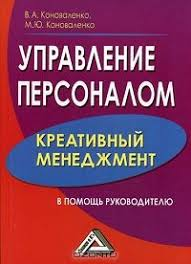 В.А. Коноваленко,
М.Ю. Коноваленко
УПРАВЛЕНИЕ
ПЕРСОНАЛОМ
КРЕАТИВНЫЙ
МЕНЕДЖМЕНТ
В ПОМОЩЬ РУКОВОДИТЕЛЮ